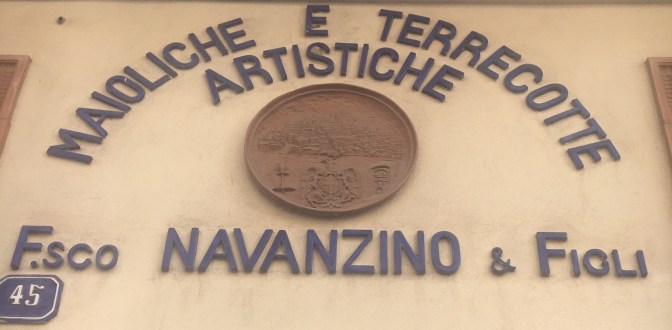 MAIOLICHE E TERRECOTTE
ARTISTICHE
F.SCO NAVANZINO & FIGLI
45